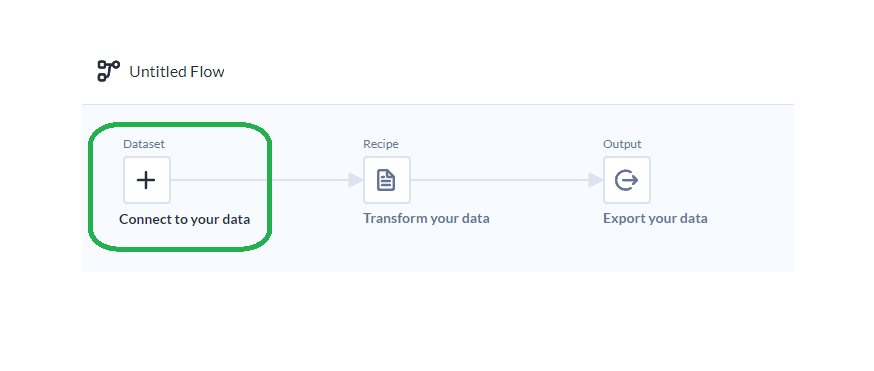 Untitled Flow
Dataset
Recipe
Output
Connect to your data
Transform your data
Export your data